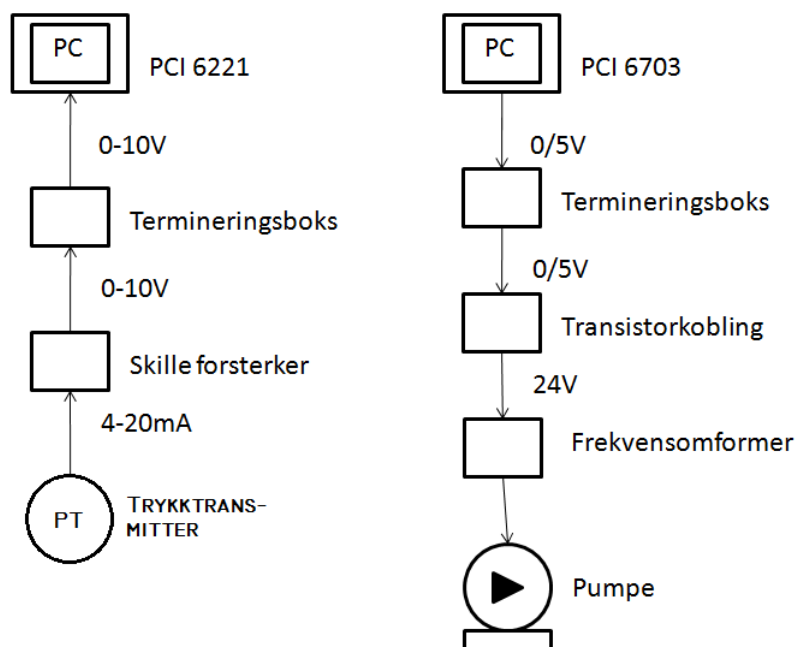 PC
PCI 6221
0-10V
Termineringsboks
0-10V
Skille forsterker
4-20mA
PT
TRYKKTRANS-
MITTER
PC
PCI 6703
0/5V
Termineringsboks
0/5V
Transistorkobling
24V
Frekvensomformer
Pumpe